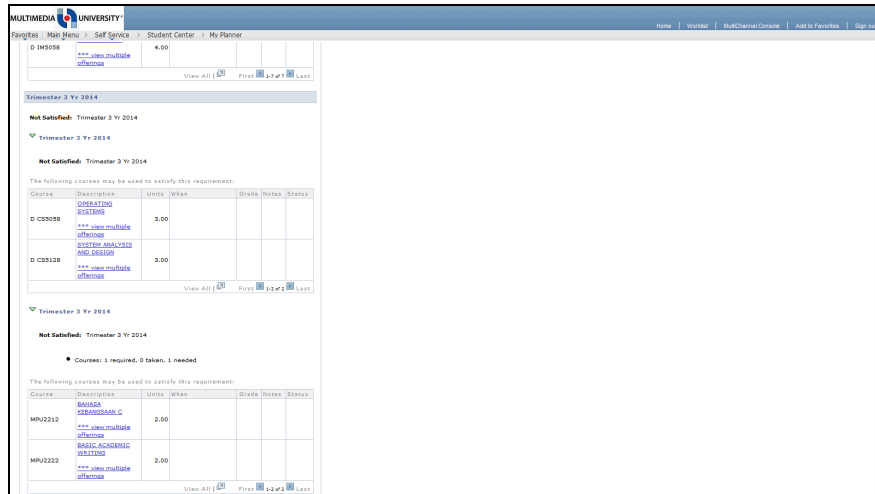 MULTIMEDIA UNIVERSITY
Home | Worklist | MultiChannel Console | Add to Favorites | Sign out
Favorites | Main Menu > Self Service > Student Center > My Planner
D IM5058 4.00
*** view multiple
offerings
View All | First 1-7 of 7 Last
Trimester 3 Yr 2014
Not Satisfied: Trimester 3 Yr 2014
Trimester 3 Yr 2014
Not Satisfied: Trimester 3 Yr 2014
The following courses may be used to satisfy this requirement:
Course Description Units When Grade Notes Status
OPERATING
SYSTEMS
D CS5058 3.00
*** view multiple
offerings
SYSTEM ANALYSIS
AND DESIGN
D CS5128 3.00
*** view multiple
offerings
View All | First 1-2 of 2 Last
Trimester 3 Yr 2014
Not Satisfied: Trimester 3 Yr 2014
• Courses: 1 required, 0 taken, 1 needed
The following courses may be used to satisfy this requirement:
Course Description Units When Grade Notes Status
BAHASA
KEBANGSAAN C
MPU2212 2.00
*** view multiple
offerings
BASIC ACADEMIC
WRITING
MPU2222 2.00
*** view multiple
offerings
View All | First 1-2 of 2 Last